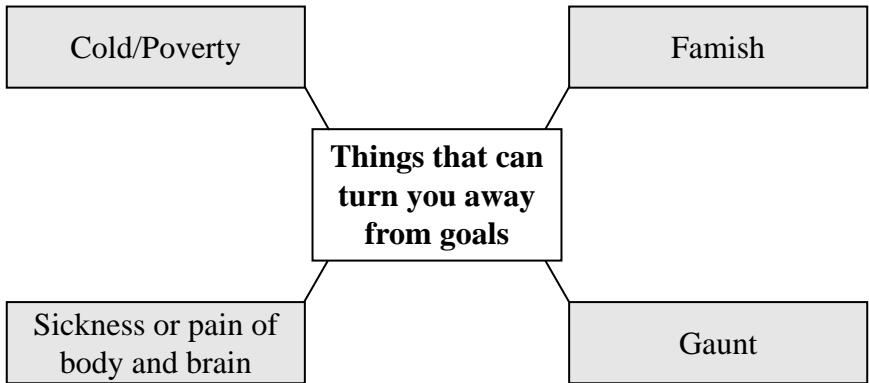 Cold/Poverty
Famish
Things that can
turn you away
from goals
Sickness or pain of
body and brain
Gaunt